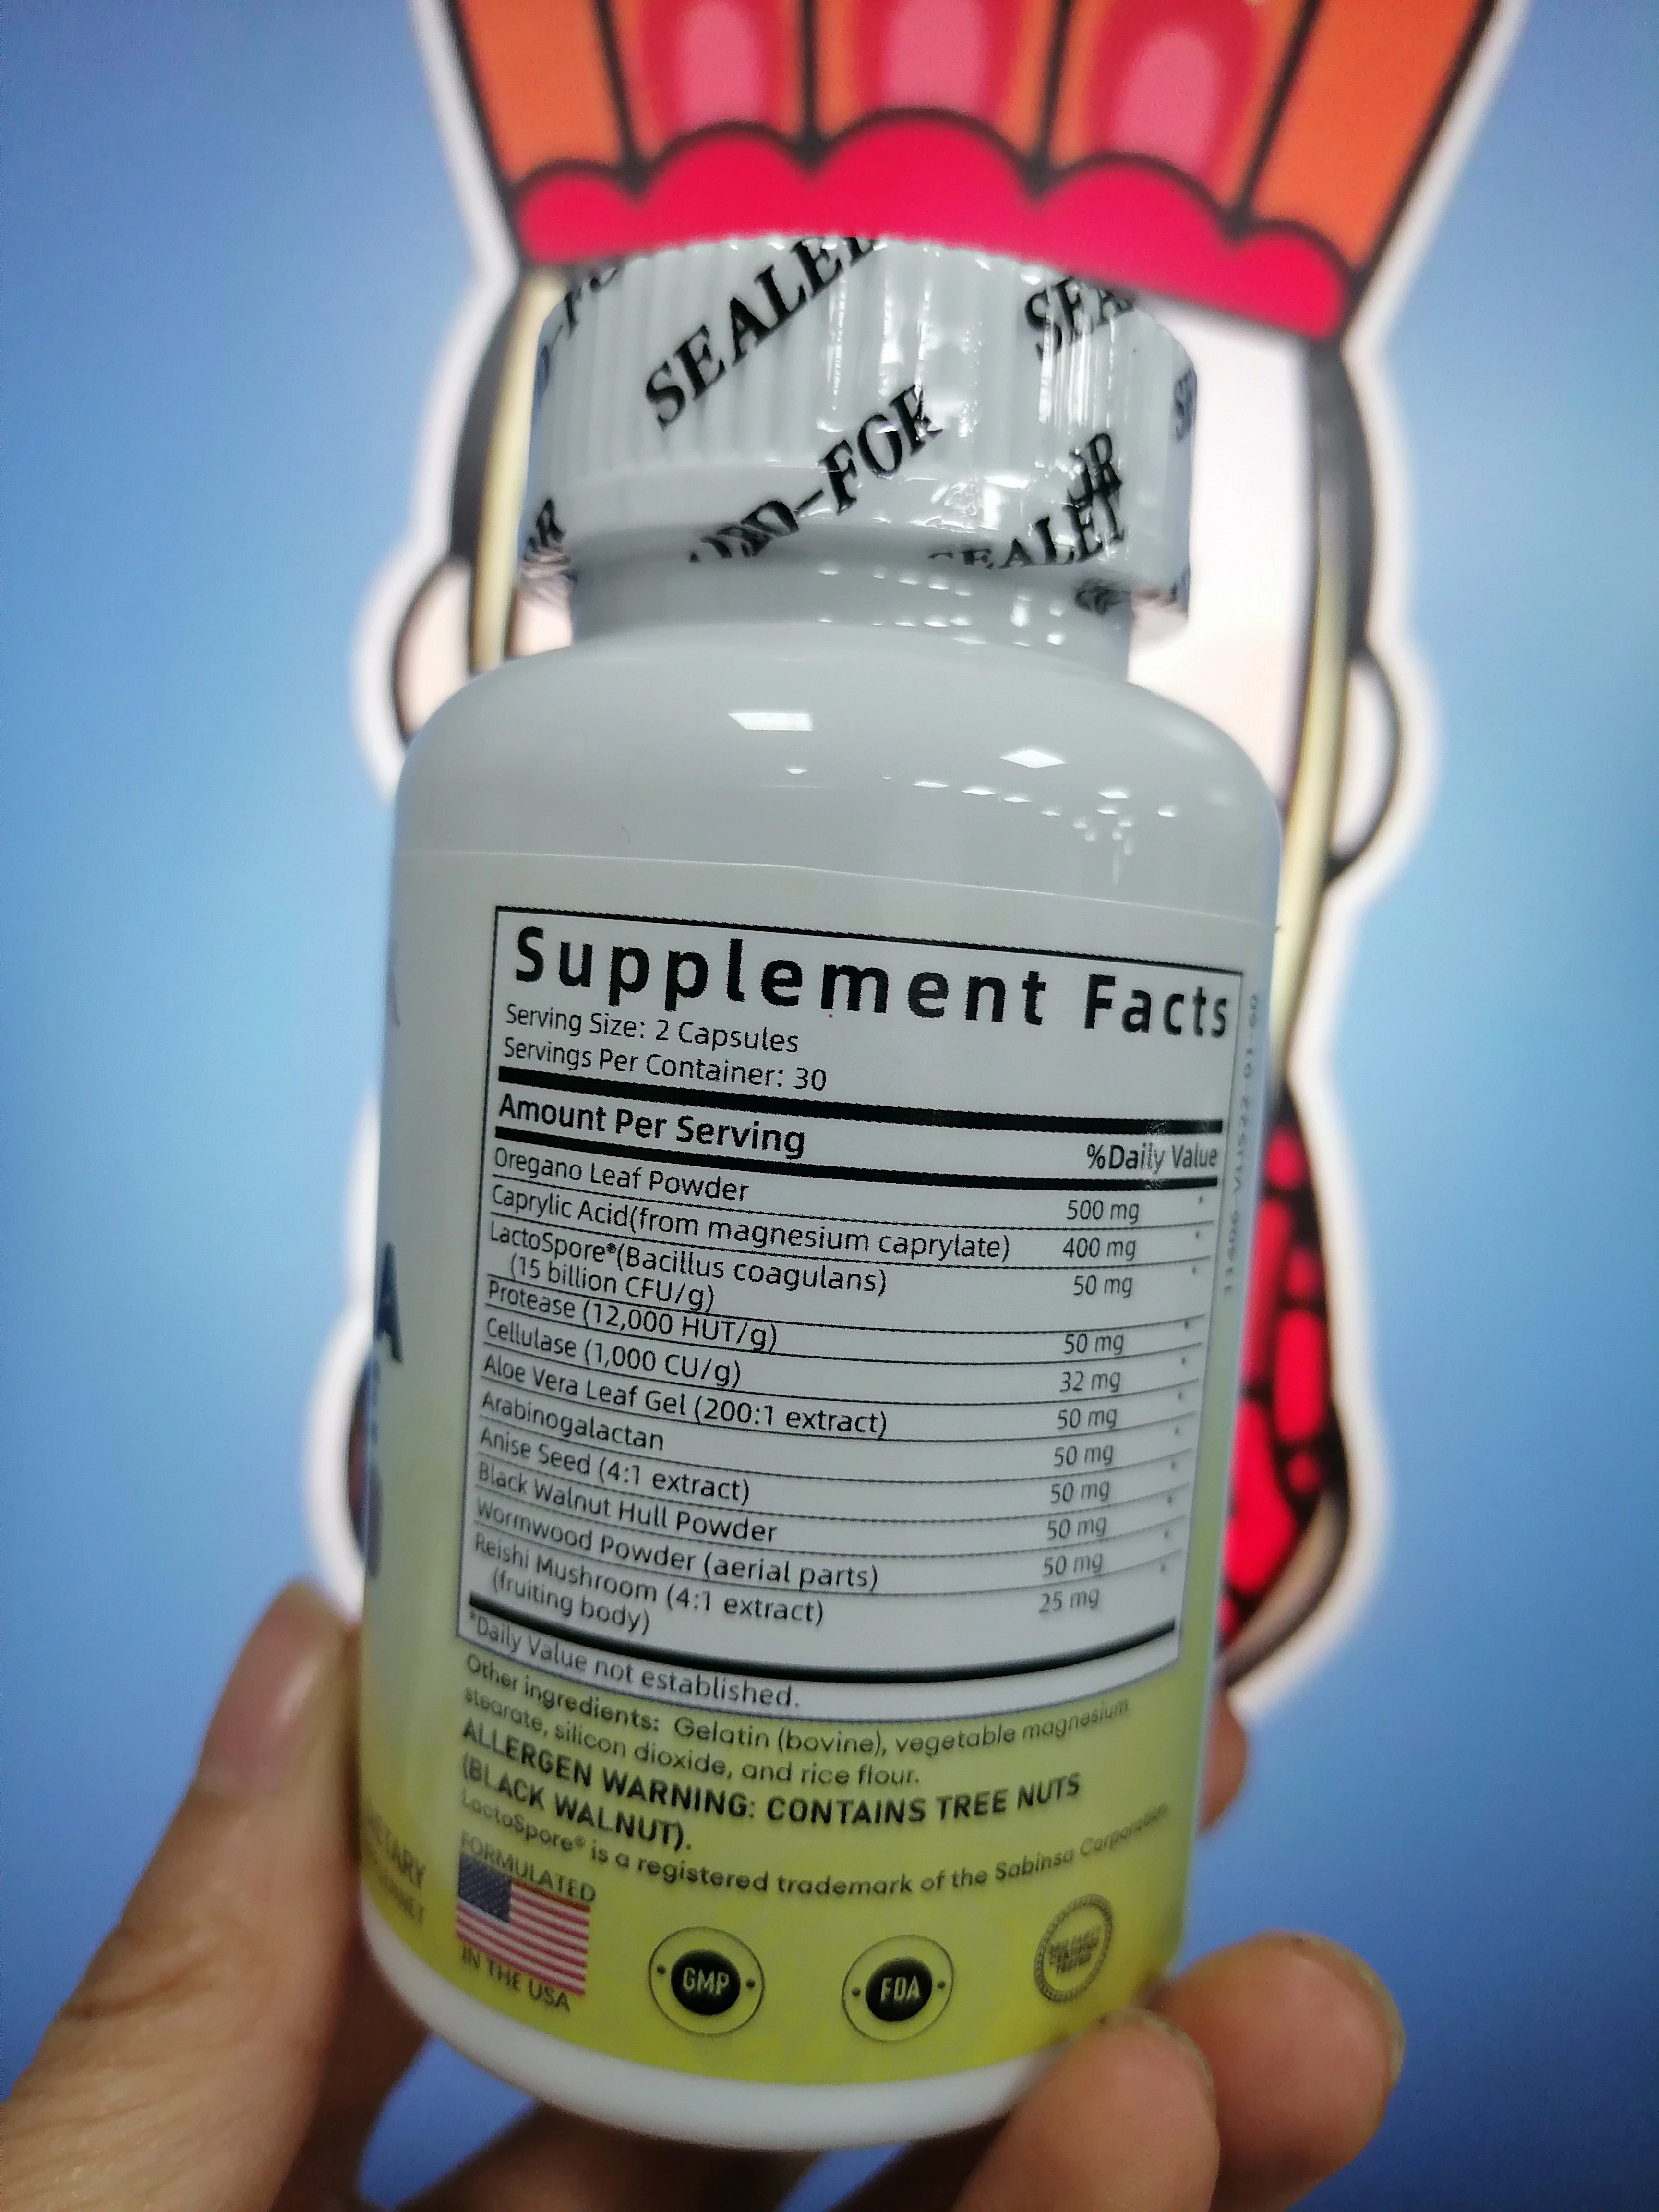 SEALED
SEALED-FOR
SEALED
Supplement Facts
Serving Size: 2 Capsules
Servings Per Container: 30
Amount Per Serving %Daily Value
Oregano Leaf Powder 500 mg *
Caprylic Acid(from magnesium caprylate) 400 mg *
LactoSpore®(Bacillus coagulans) 50 mg *
(15 billion CFU/g)
Protease (12,000 HUT/g) 50 mg *
Cellulase (1,000 CU/g) 32 mg *
Aloe Vera Leaf Gel (200:1 extract) 50 mg *
Arabinogalactan 50 mg *
Anise Seed (4:1 extract) 50 mg *
Black Walnut Hull Powder 50 mg *
Wormwood Powder (aerial parts) 50 mg *
Reishi Mushroom (4:1 extract) 25 mg *
(fruiting body)
*Daily Value not established.
Other ingredients: Gelatin (bovine), vegetable magnesium
stearate, silicon dioxide, and rice flour.
ALLERGEN WARNING: CONTAINS TREE NUTS
(BLACK WALNUT).
LactoSpore® is a registered trademark of the Sabinsa Corporation.
FORMULATED
IN THE USA
GMP
FDA